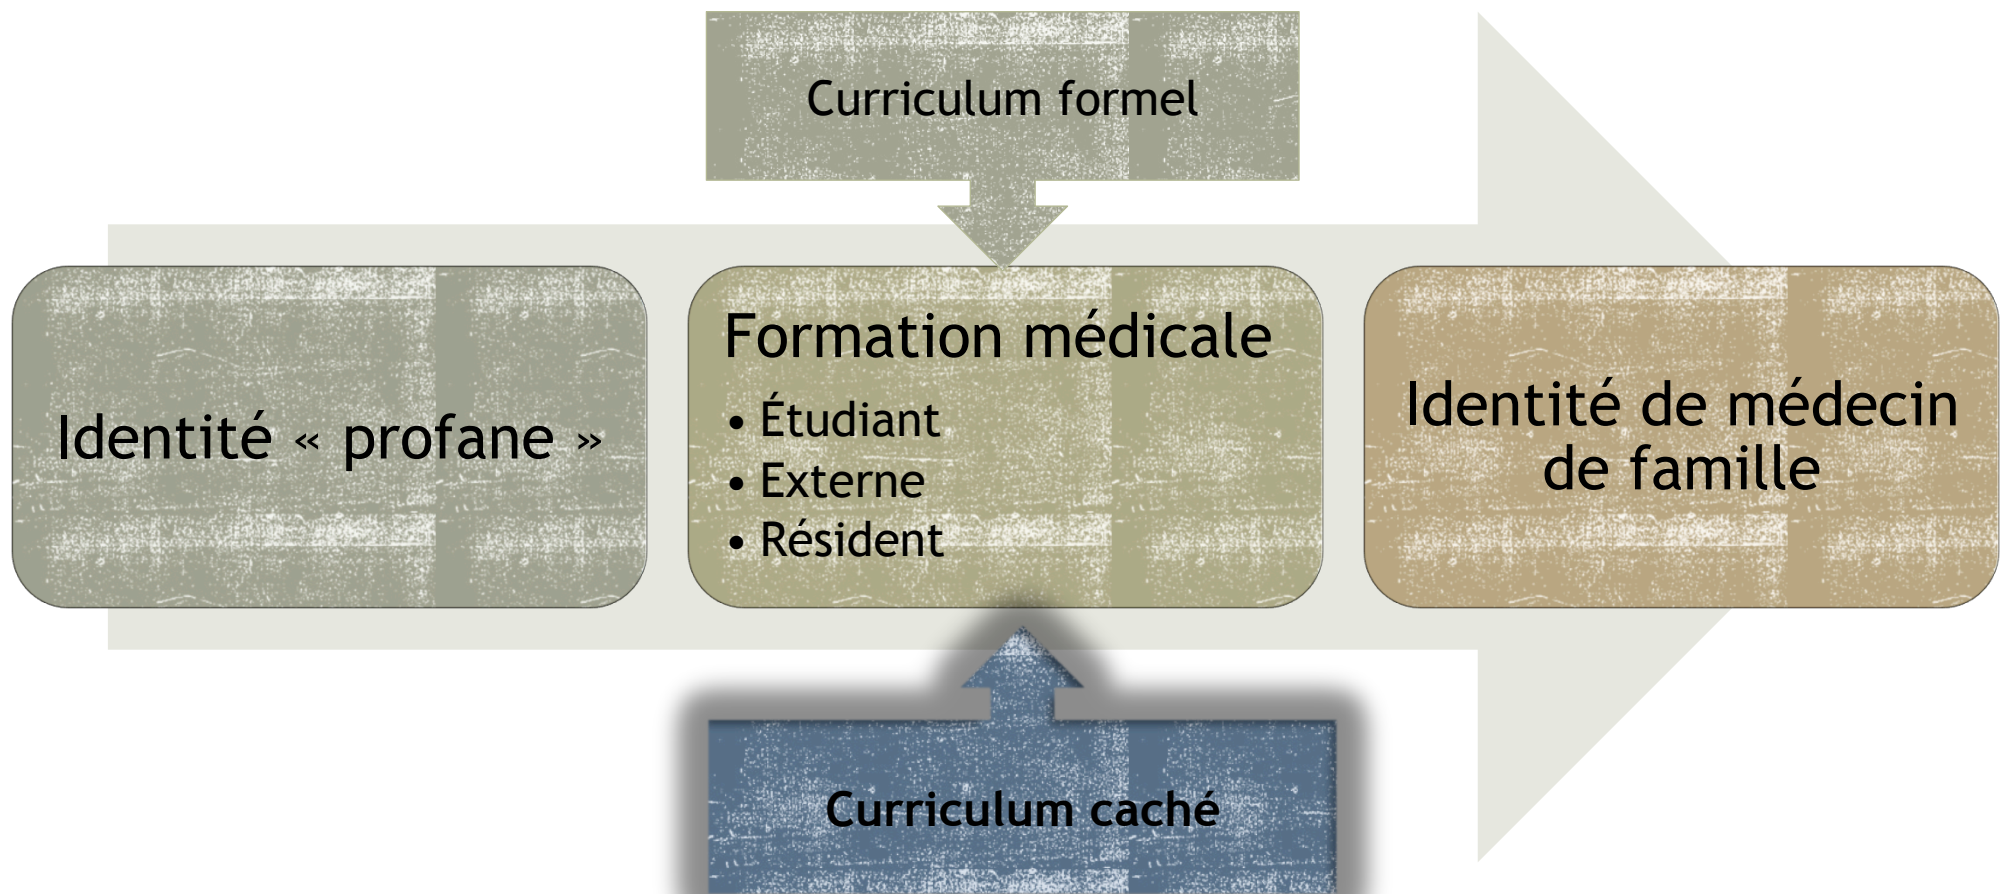 Curriculum formel
Identité « profane »
Formation médicale
• Étudiant
• Externe
• Résident
Identité de médecin
de famille
Curriculum caché